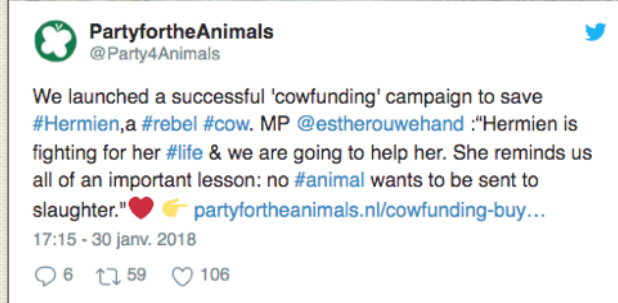 PartyfortheAnimals
@Party4Animals
We launched a successful 'cowfunding' campaign to save
#Hermien,a #rebel #cow. MP @estherouwehand :“Hermien is
fighting for her #life & we are going to help her. She reminds us
all of an important lesson: no #animal wants to be sent to
slaughter."❤️ 👉 partyfortheanimals.nl/cowfunding-buy…
17:15 - 30 janv. 2018
6 59 106